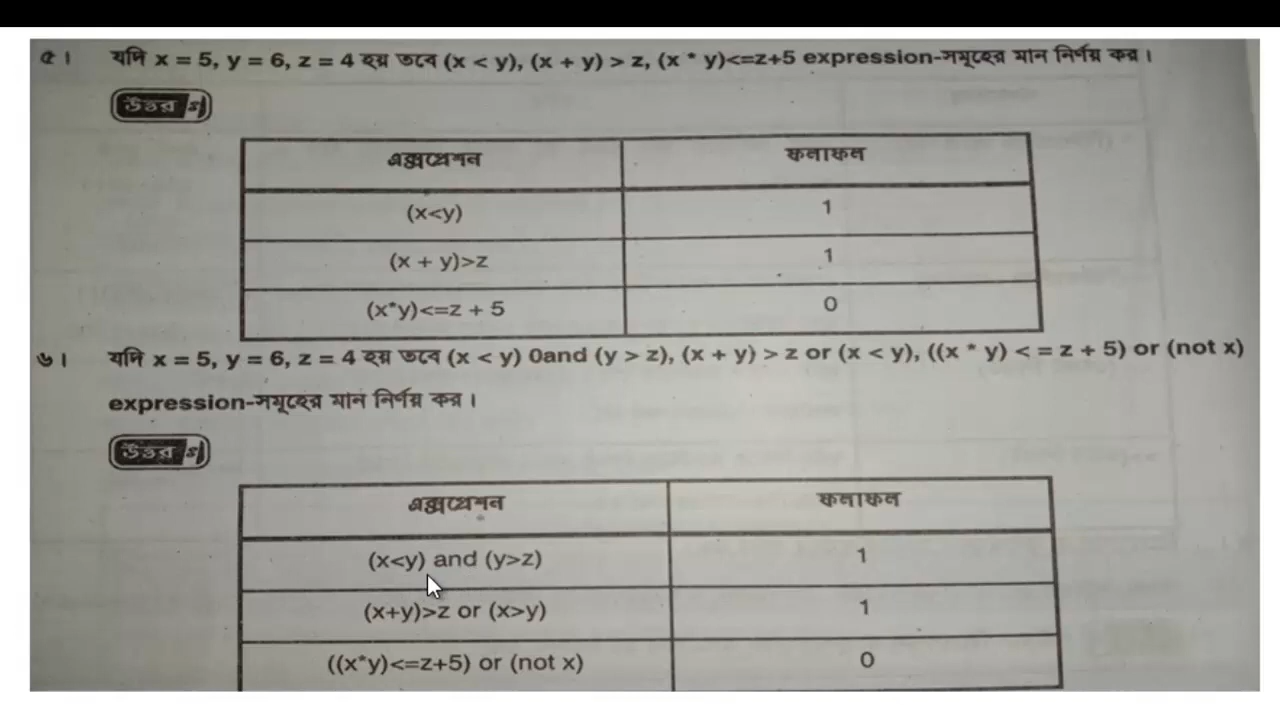 ৫। যদি x = 5, y = 6, z = 4 হয় তবে (x < y), (x + y) > z, (x * y)<=z+5 expression-সমূহের মান নির্ণয় কর।
উত্তর ঃ
এক্সপ্রেশন ফলাফল
(x<y) 1
(x + y)>z 1
(x*y)<=z + 5 0
৬। যদি x = 5, y = 6, z = 4 হয় তবে (x < y) 0and (y > z), (x + y) > z or (x < y), ((x * y) < = z + 5) or (not x)
expression-সমূহের মান নির্ণয় কর।
উত্তর ঃ
এক্সপ্রেশন ফলাফল
(x<y) and (y>z) 1
(x+y)>z or (x>y) 1
((x*y)<=z+5) or (not x) 0